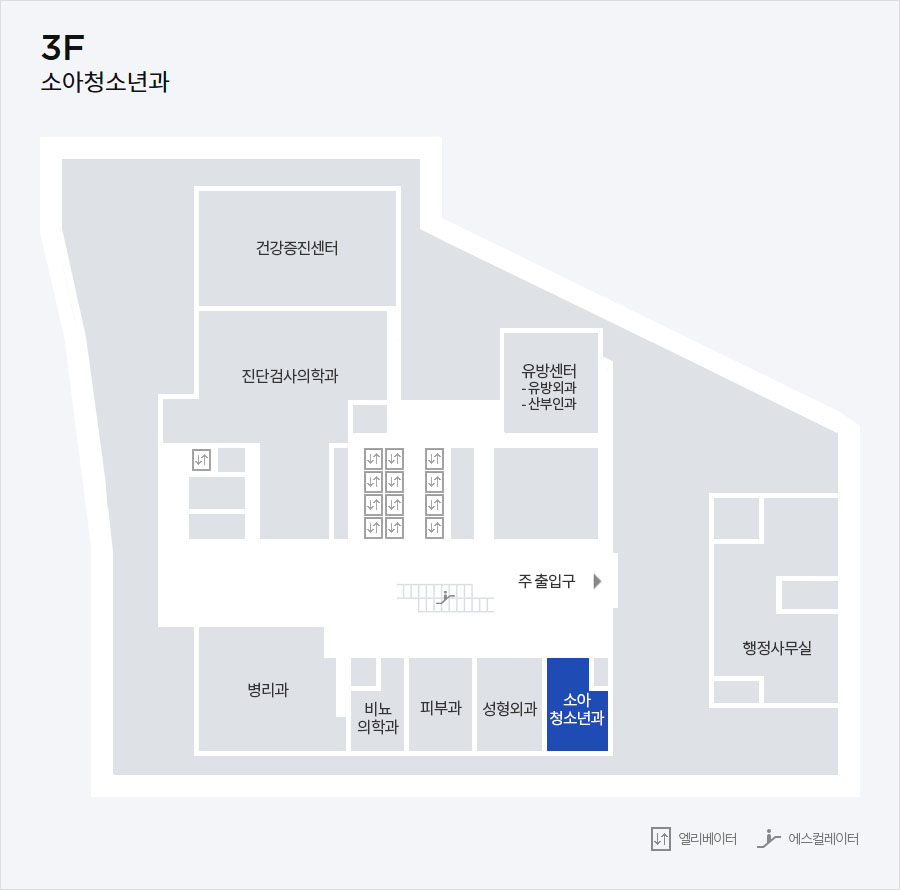 3F
소아청소년과
건강증진센터
진단검사의학과
유방센터
- 유방외과
- 산부인과
주 출입구
행정사무실
병리과
비뇨
의학과
피부과
성형외과
소아
청소년과
엘리베이터
에스컬레이터